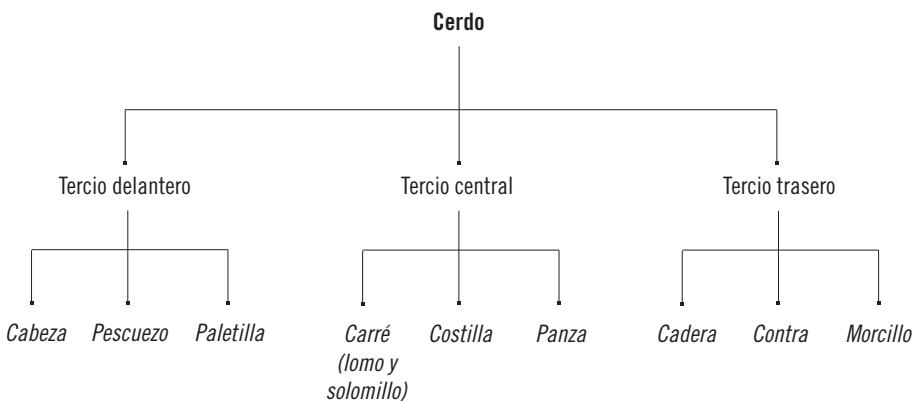 Cerdo
Tercio delantero
Tercio central
Tercio trasero
Cabeza
Pescuezo
Paletilla
Carré
(lomo y
solomillo)
Costilla
Panza
Cadera
Contra
Morcillo